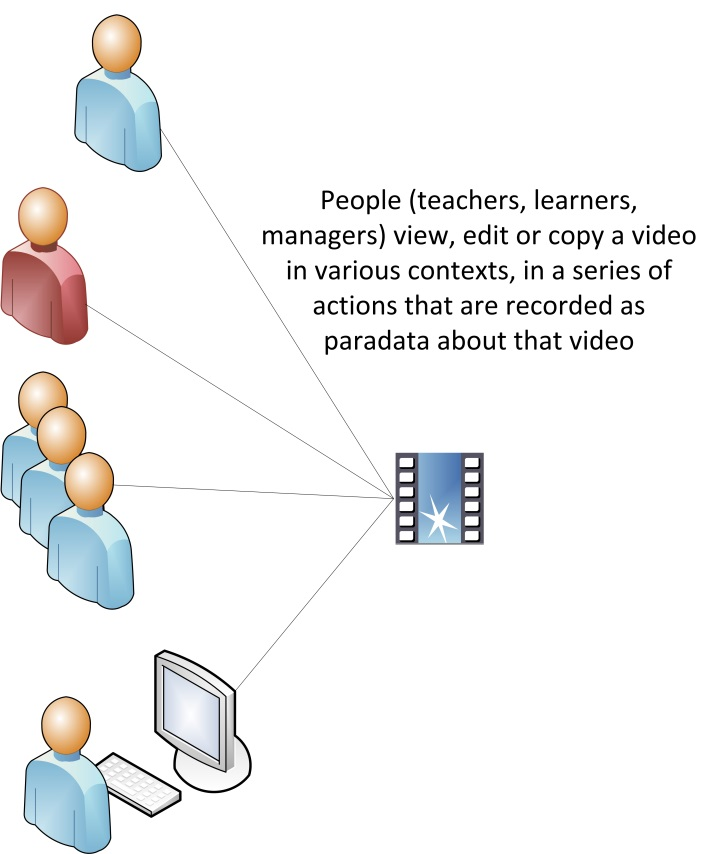 People (teachers, learners,
managers) view, edit or copy a video
in various contexts, in a series of
actions that are recorded as
paradata about that video